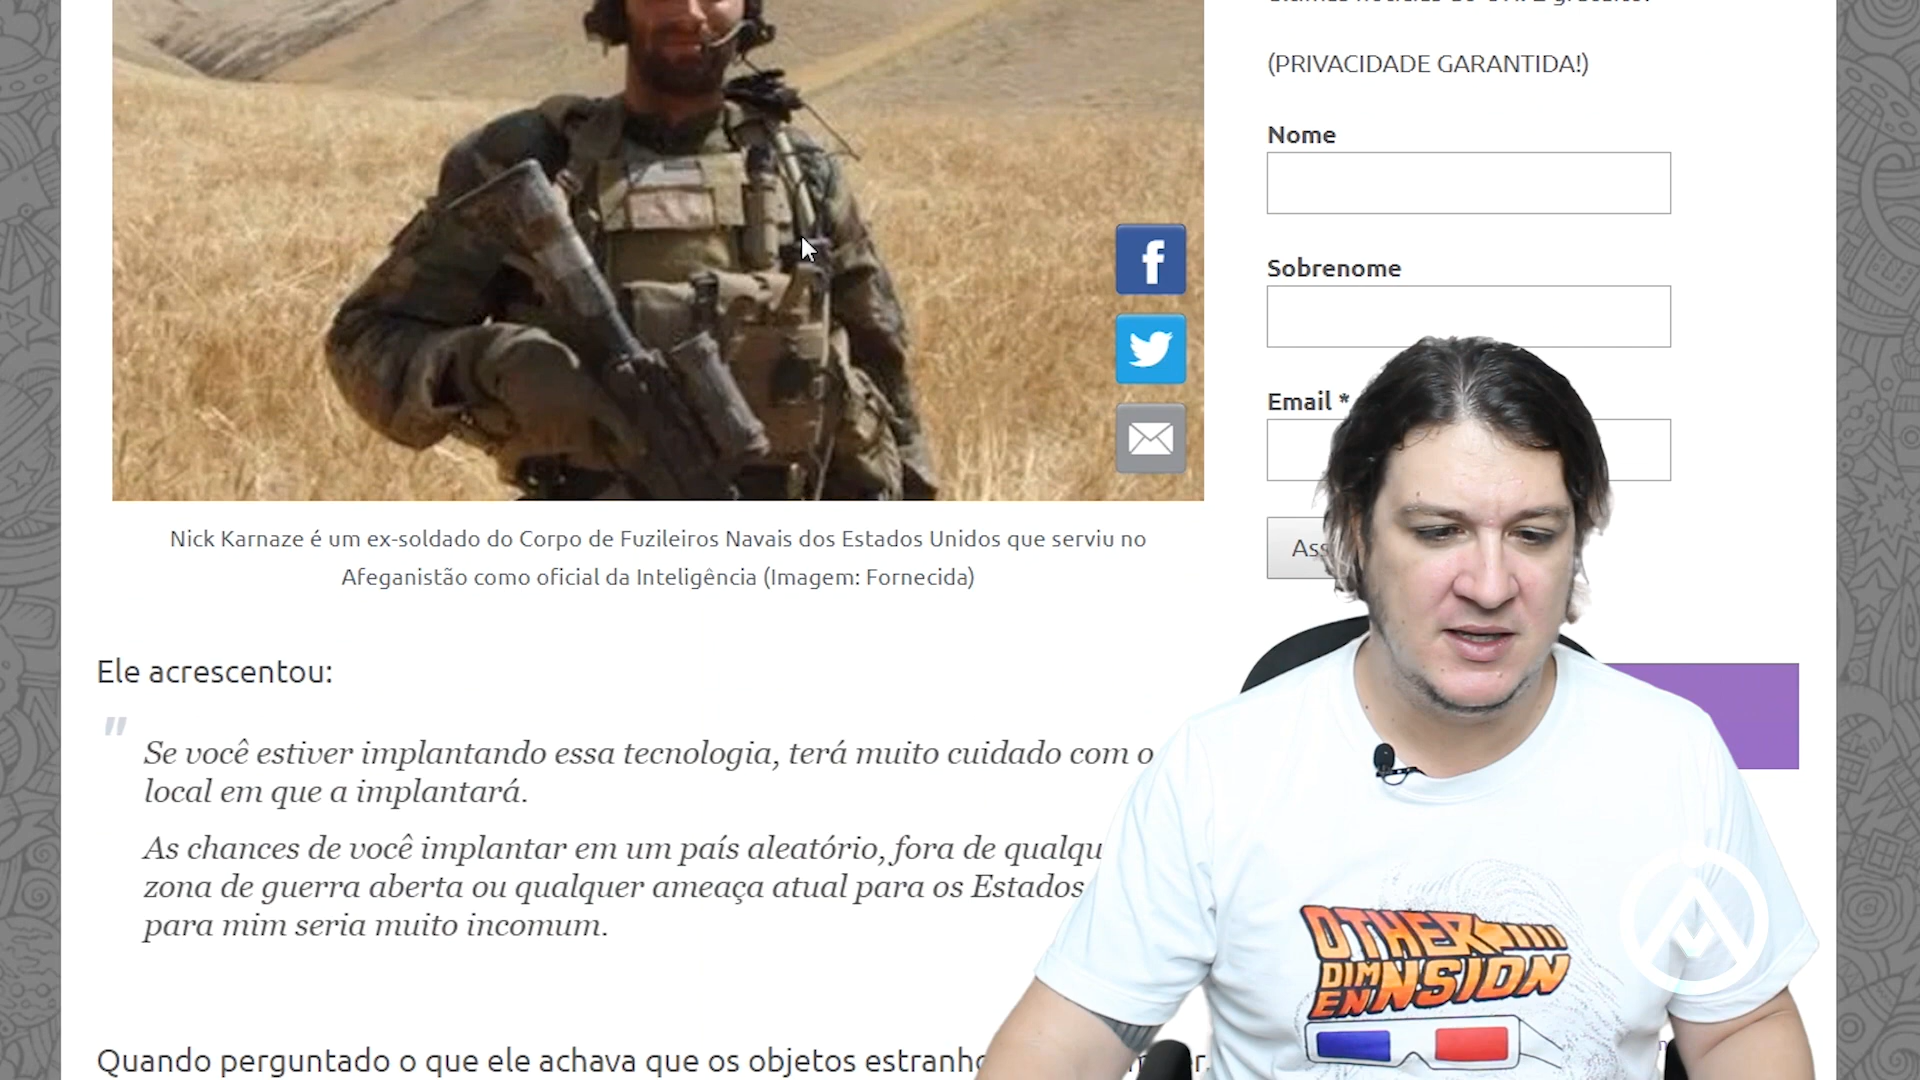 (PRIVACIDADE GARANTIDA!)
Nome
Sobrenome
Email *
Nick Karnaze é um ex-soldado do Corpo de Fuzileiros Navais dos Estados Unidos que serviu no
Afeganistão como oficial da Inteligência (Imagem: Fornecida)
Ele acrescentou:
"
Se você estiver implantando essa tecnologia, terá muito cuidado com o
local em que a implantará.
As chances de você implantar em um país aleatório, fora de
zona de guerra aberta ou qualquer ameaça atual para os Estados
para mim seria muito incomum.
Quando perguntado o que ele achava que os objetos
OTHER
DIMENNSION